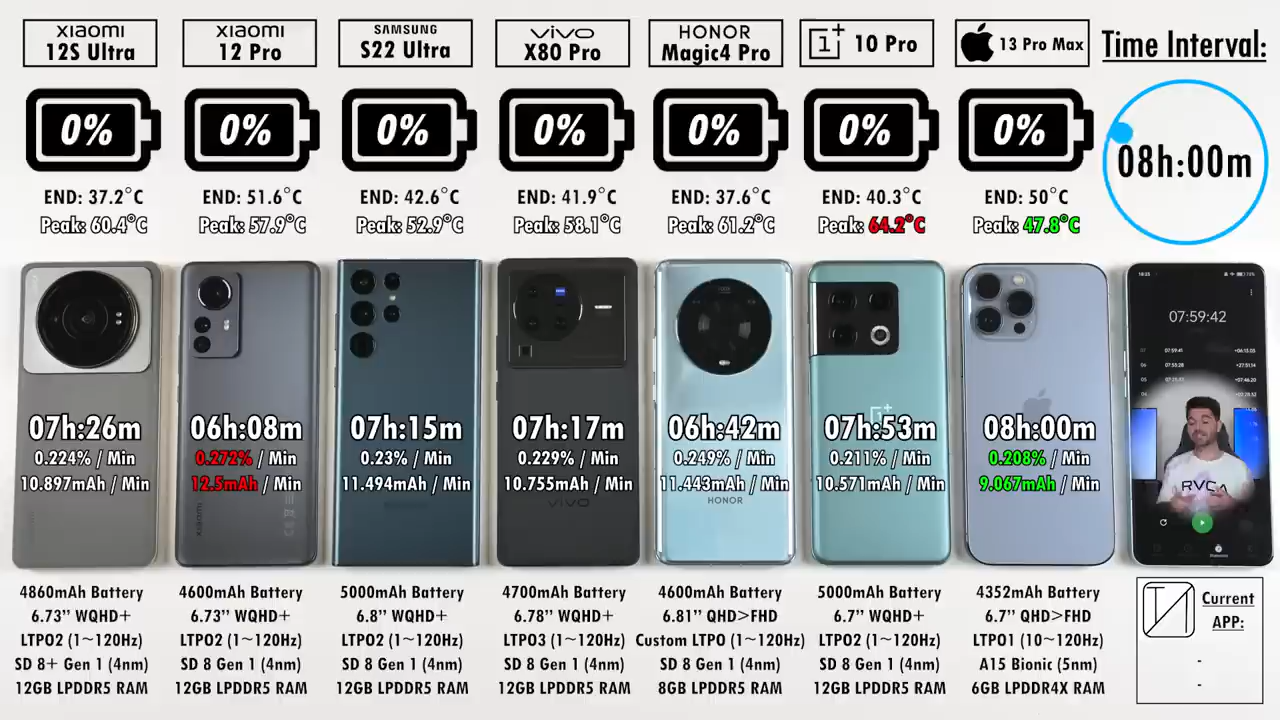 XIAOMI
12S Ultra
XIAOMI
12 Pro
SAMSUNG
S22 Ultra
vivo
X80 Pro
HONOR
Magic4 Pro
1+ 10 Pro
13 Pro Max
Time Interval:
0%
0%
0%
0%
0%
0%
0%
08h:00m
END: 37.2°C
END: 51.6°C
END: 42.6°C
END: 41.9°C
END: 37.6°C
END: 40.3°C
END: 50°C
Peak: 60.4°C
Peak: 57.9°C
Peak: 52.9°C
Peak: 58.1°C
Peak: 61.2°C
Peak: 64.2°C
Peak: 47.8°C
07:59:42
07h:26m
06h:08m
07h:15m
07h:17m
06h:42m
07h:53m
08h:00m
0.224% / Min
0.272% / Min
0.23% / Min
0.229% / Min
0.249% / Min
0.211% / Min
0.208% / Min
10.897mAh / Min
12.5mAh / Min
11.494mAh / Min
10.755mAh / Min
11.443mAh / Min
10.571mAh / Min
9.067mAh / Min
RVCA
vivo
HONOR
xiaomi
4860mAh Battery
6.73’’ WQHD+
LTPO2 (1~120Hz)
SD 8+ Gen 1 (4nm)
12GB LPDDR5 RAM
4600mAh Battery
6.73’’ WQHD+
LTPO2 (1~120Hz)
SD 8 Gen 1 (4nm)
12GB LPDDR5 RAM
5000mAh Battery
6.8’’ WQHD+
LTPO2 (1~120Hz)
SD 8 Gen 1 (4nm)
12GB LPDDR5 RAM
4700mAh Battery
6.78’’ WQHD+
LTPO3 (1~120Hz)
SD 8 Gen 1 (4nm)
12GB LPDDR5 RAM
4600mAh Battery
6.81’’ QHD>FHD
Custom LTPO (1~120Hz)
SD 8 Gen 1 (4nm)
8GB LPDDR5 RAM
5000mAh Battery
6.7’’ WQHD+
LTPO2 (1~120Hz)
SD 8 Gen 1 (4nm)
12GB LPDDR5 RAM
4352mAh Battery
6.7’’ QHD>FHD
LTPO1 (10~120Hz)
A15 Bionic (5nm)
6GB LPDDR4X RAM
Current
APP:
-
-